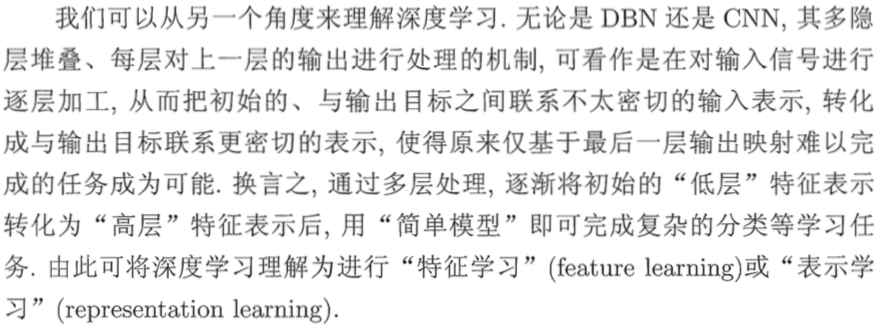 我们可以从另一个角度来理解深度学习. 无论是 DBN 还是 CNN, 其多隐
层堆叠、每层对上一层的输出进行处理的机制, 可看作是在对输入信号进行
逐层加工, 从而把初始的、与输出目标之间联系不太密切的输入表示, 转化
成与输出目标联系更密切的表示, 使得原来仅基于最后一层输出映射难以完
成的任务成为可能. 换言之, 通过多层处理, 逐渐将初始的“低层”特征表示
转化为“高层”特征表示后, 用“简单模型”即可完成复杂的分类等学习任
务. 由此可将深度学习理解为进行“特征学习”(feature learning)或“表示学
习”(representation learning).